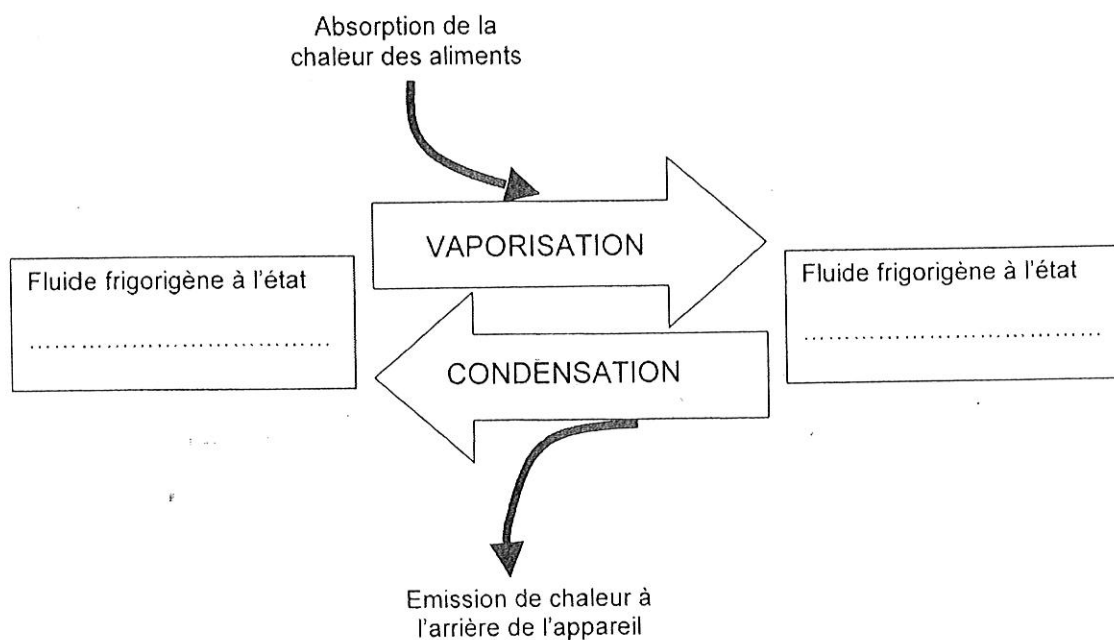 Absorption de la
chaleur des aliments
VAPORISATION
Fluide frigorigène à l'état
....................................
Fluide frigorigène à l'état
....................................
CONDENSATION
Emission de chaleur à
l'arrière de l'appareil